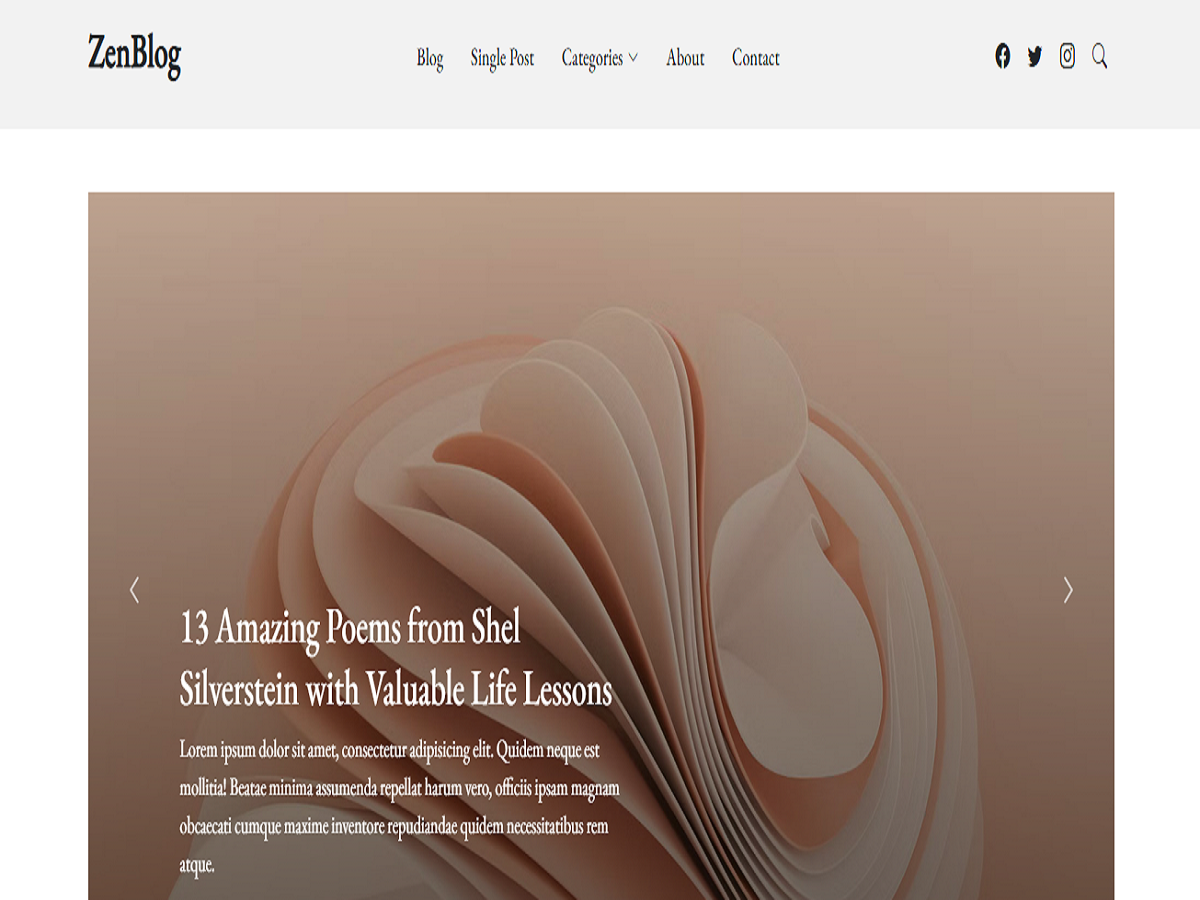 ZenBlog
Blog Single Post Categories About Contact
13 Amazing Poems from Shel
Silverstein with Valuable Life Lessons
Lorem ipsum dolor sit amet, consectetur adipisicing elit. Quidem neque est
mollitia! Beatae minima assumenda repellat harum vero, officiis ipsam magnam
obcaecati cumque maxime inventore repudiandae quidem necessitatibus rem
atque.